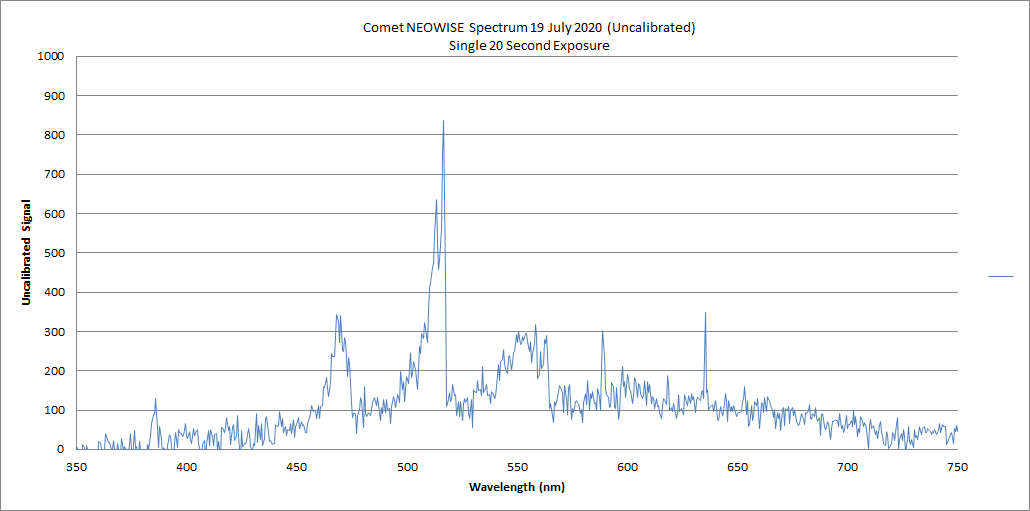 Comet NEOWISE Spectrum 19 July 2020 (Uncalibrated)
Single 20 Second Exposure
1000
900
800
700
600
500
400
300
200
100
0
Uncalibrated Signal
350 400 450 500 550 600 650 700 750
Wavelength (nm)